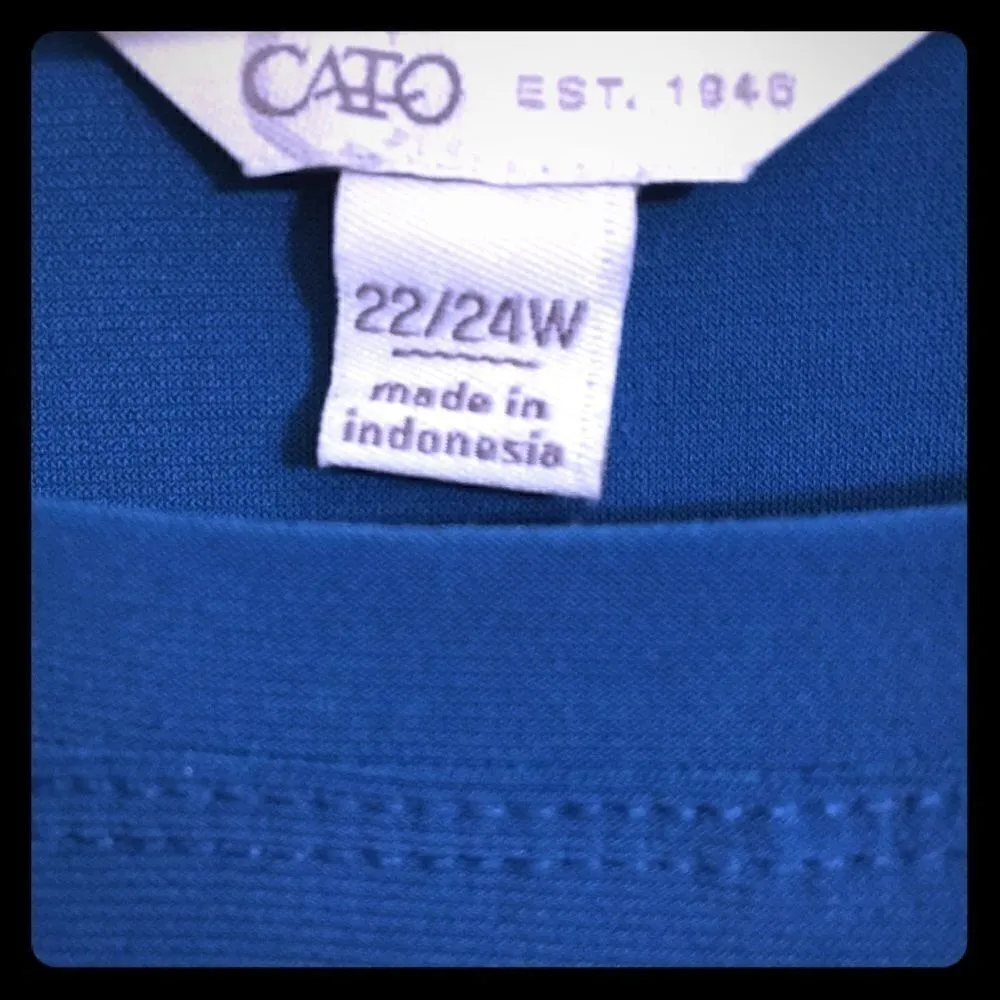 CATO EST. 1946
22/24W
made in
indonesia